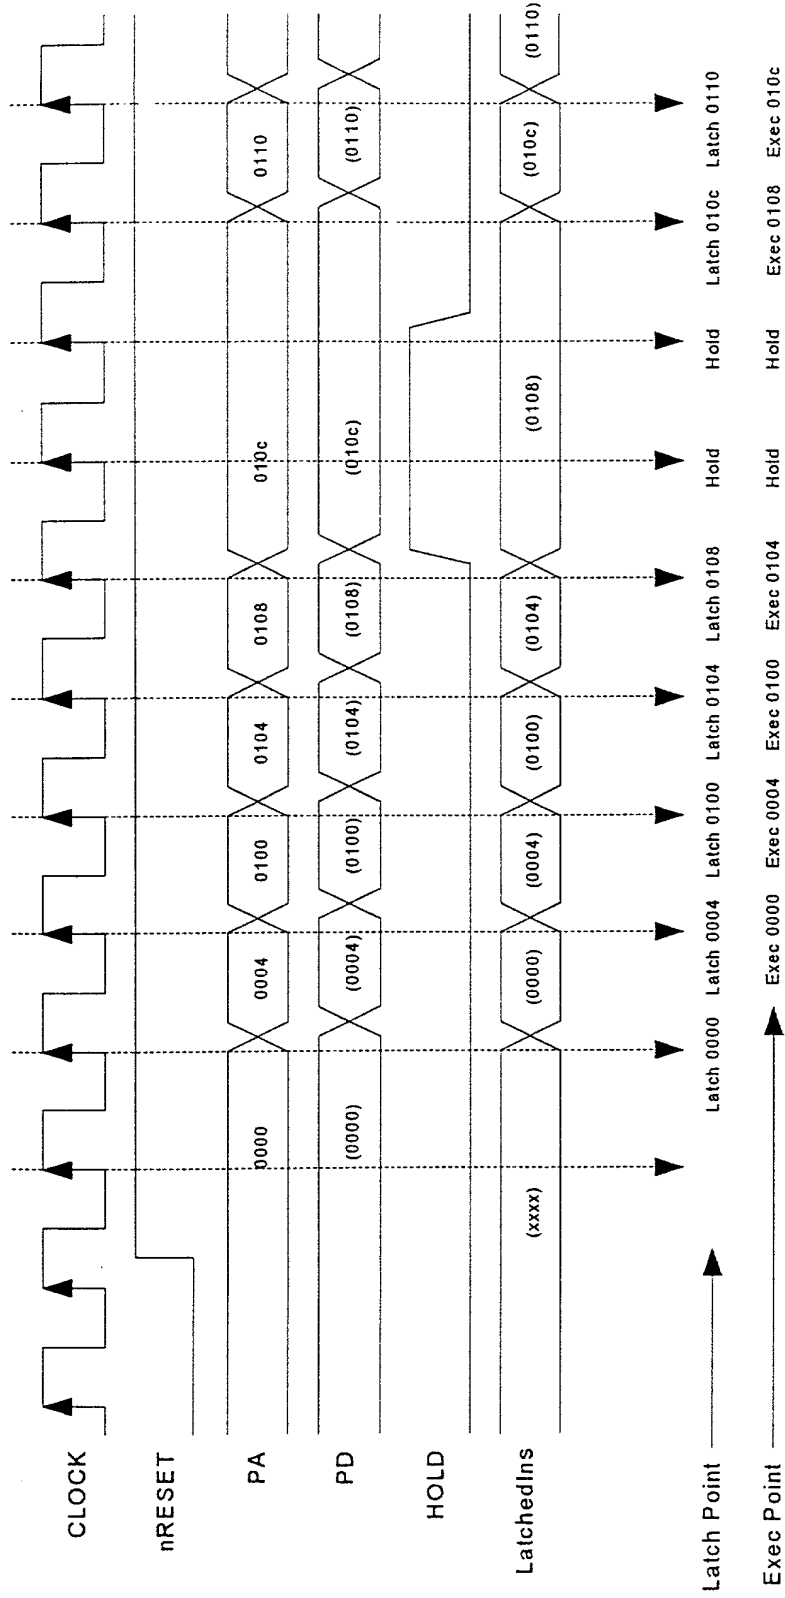 CLOCK
nRESET
PA 0000 0004 0100 0104 0108 010c 0110
PD (0000) (0004) (0100) (0104) (0108) (010c) (0110)
HOLD
LatchedIns (xxxx) (0000) (0004) (0100) (0104) (0108) (010c) (0110)
Latch Point Latch 0000 Latch 0004 Latch 0100 Latch 0104 Latch 0108 Hold Hold Latch 010c Latch 0110
Exec Point Exec 0000 Exec 0004 Exec 0100 Exec 0104 Hold Hold Exec 0108 Exec 010c